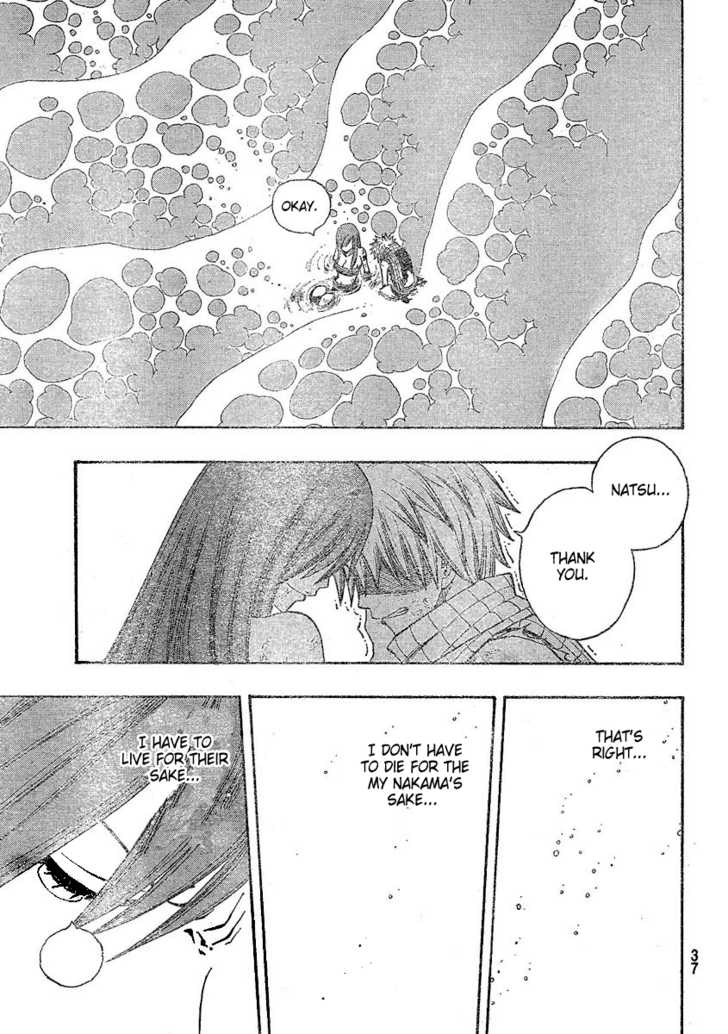 OKAY.
NATSU...
THANK
YOU.
THAT'S
RIGHT...
I DON'T HAVE
TO DIE FOR THE
MY NAKAMA'S
SAKE...
I HAVE TO
LIVE FOR THEIR
SAKE...
37